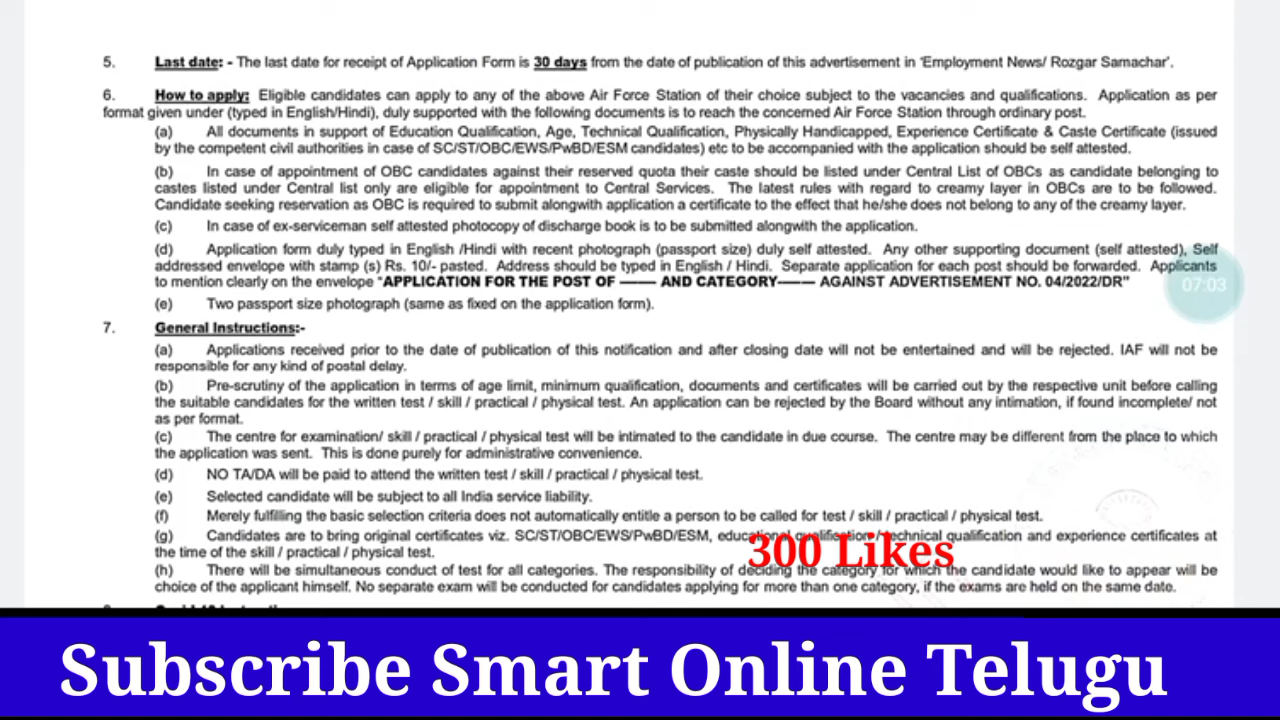 5. Last date: - The last date for receipt of Application Form is 30 days from the date of publication of this advertisement in 'Employment News/ Rozgar Samachar'.
6. How to apply: Eligible candidates can apply to any of the above Air Force Station of their choice subject to the vacancies and qualifications. Application as per
format given under (typed in English/Hindi), duly supported with the following documents is to reach the concerned Air Force Station through ordinary post.
(a) All documents in support of Education Qualification, Age, Technical Qualification, Physically Handicapped, Experience Certificate & Caste Certificate (issued
by the competent civil authorities in case of SC/ST/OBC/EWS/PwBD/ESM candidates) etc to be accompanied with the application should be self attested.
(b) In case of appointment of OBC candidates against their reserved quota their caste should be listed under Central List of OBCs as candidate belonging to
castes listed under Central list only are eligible for appointment to Central Services. The latest rules with regard to creamy layer in OBCs are to be followed.
Candidate seeking reservation as OBC is required to submit alongwith application a certificate to the effect that he/she does not belong to any of the creamy layer.
(c) In case of ex-serviceman self attested photocopy of discharge book is to be submitted alongwith the application.
(d) Application form duly typed in English /Hindi with recent photograph (passport size) duly self attested. Any other supporting document (self attested), Self
addressed envelope with stamp (s) Rs. 10/- pasted. Address should be typed in English / Hindi. Separate application for each post should be forwarded. Applicants
to mention clearly on the envelope "APPLICATION FOR THE POST OF —— AND CATEGORY—— AGAINST ADVERTISEMENT NO. 04/2022/DR"
07:03
(e) Two passport size photograph (same as fixed on the application form).
7. General Instructions:-
(a) Applications received prior to the date of publication of this notification and after closing date will not be entertained and will be rejected. IAF will not be
responsible for any kind of postal delay.
(b) Pre-scrutiny of the application in terms of age limit, minimum qualification, documents and certificates will be carried out by the respective unit before calling
the suitable candidates for the written test / skill / practical / physical test. An application can be rejected by the Board without any intimation, if found incomplete/ not
as per format.
(c) The centre for examination/ skill / practical / physical test will be intimated to the candidate in due course. The centre may be different from the place to which
the application was sent. This is done purely for administrative convenience.
(d) NO TA/DA will be paid to attend the written test / skill / practical / physical test.
(e) Selected candidate will be subject to all India service liability.
(f) Merely fulfilling the basic selection criteria does not automatically entitle a person to be called for test / skill / practical / physical test.
(g) Candidates are to bring original certificates viz. SC/ST/OBC/EWS/PwBD/ESM, educational qualification /technical qualification and experience certificates at
the time of the skill / practical / physical test.
300 Likes
(h) There will be simultaneous conduct of test for all categories. The responsibility of deciding the category for which the candidate would like to appear will be
choice of the applicant himself. No separate exam will be conducted for candidates applying for more than one category, if the exams are held on the same date.
Subscribe Smart Online Telugu